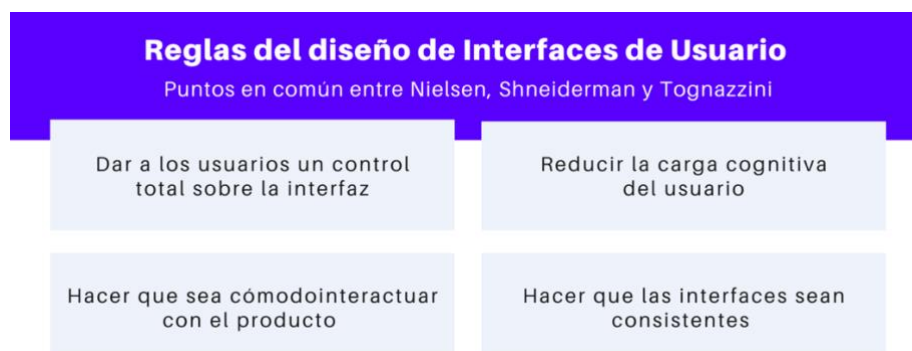 Reglas del diseño de Interfaces de Usuario
Puntos en común entre Nielsen, Shneiderman y Tognazzini
Dar a los usuarios un control
total sobre la interfaz
Reducir la carga cognitiva
del usuario
Hacer que sea cómodointeractuar
con el producto
Hacer que las interfaces sean
consistentes